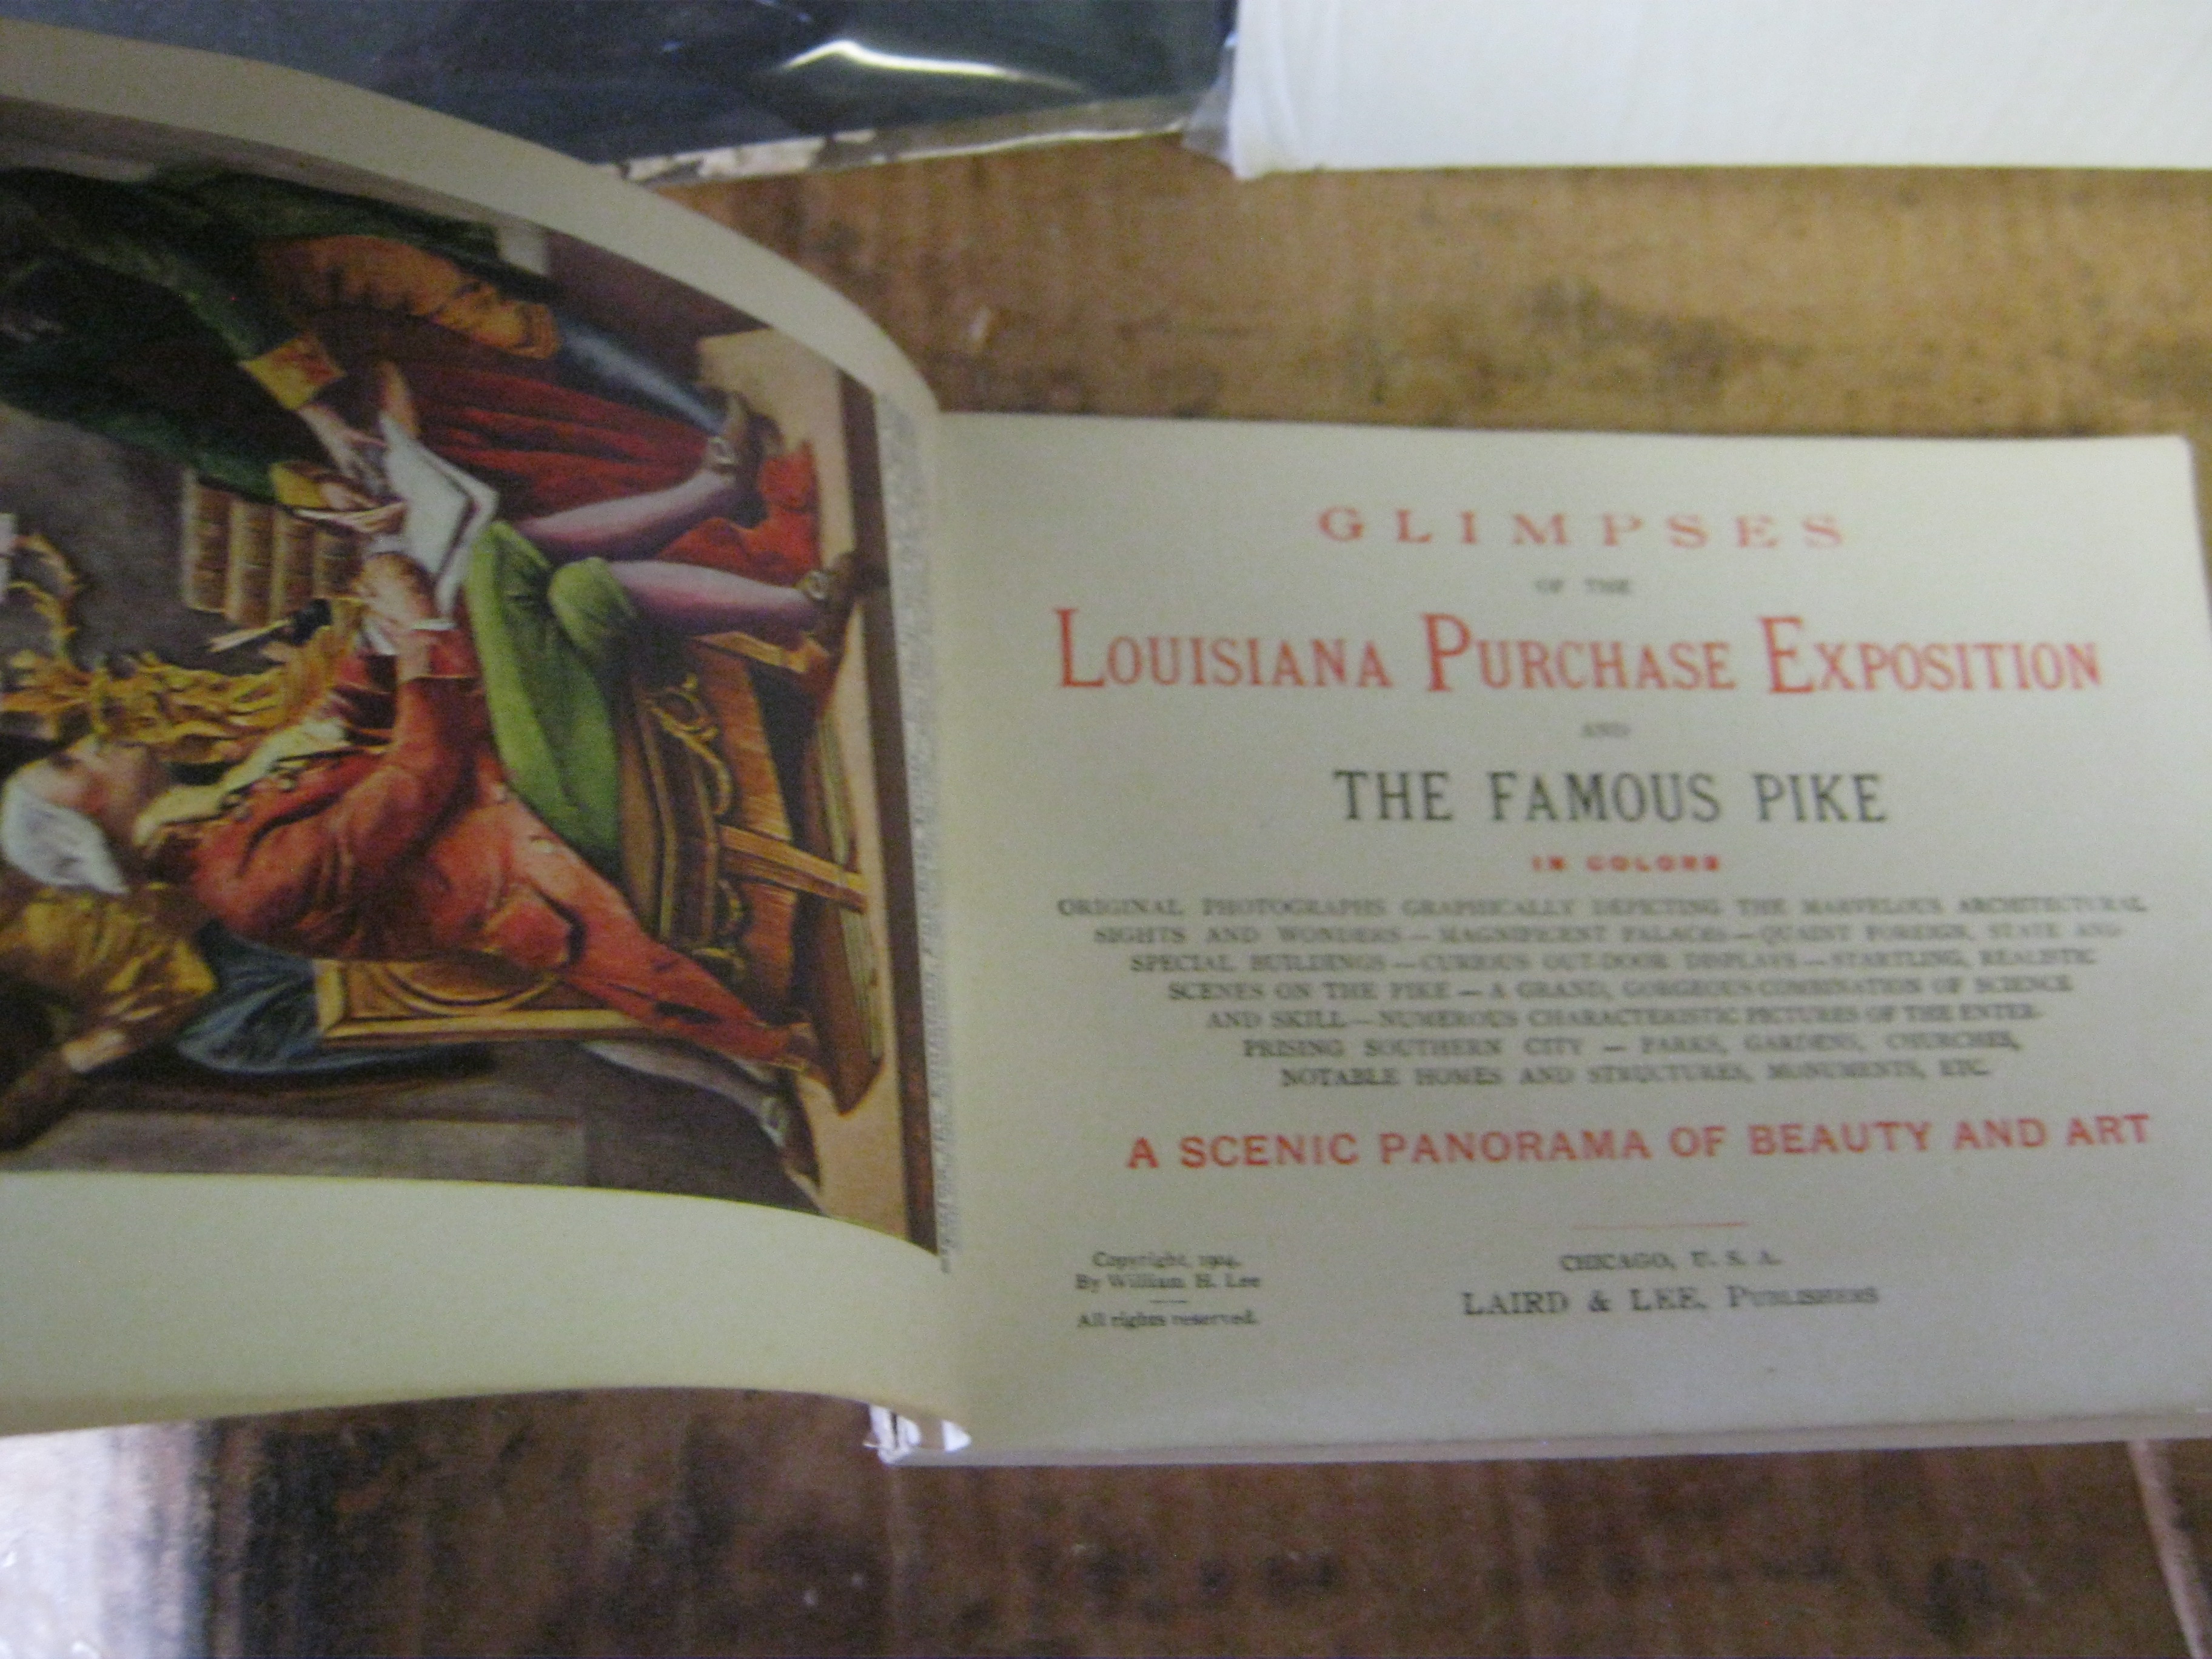 GLIMPSES
OF THE
LOUISIANA PURCHASE EXPOSITION
AND
THE FAMOUS PIKE
IN COLORS
ORIGINAL PHOTOGRAPHS GRAPHICALLY DEPICTING THE MARVELOUS ARCHITECTURAL
SIGHTS AND WONDERS — MAGNIFICENT PALACES — QUAINT FOREIGN, STATE AND
SPECIAL BUILDINGS — CURIOUS OUT-DOOR DISPLAYS — STARTLING, REALISTIC
SCENES ON THE PIKE — A GRAND, GORGEOUS COMBINATION OF SCIENCE
AND SKILL — NUMEROUS CHARACTERISTIC PICTURES OF THE ENTER-
PRISING SOUTHERN CITY — PARKS, GARDENS, CHURCHES,
NOTABLE HOMES AND STRUCTURES, MONUMENTS, ETC.
A SCENIC PANORAMA OF BEAUTY AND ART
Copyright, 1904,
By William H. Lee
All rights reserved.
CHICAGO, U. S. A.
LAIRD & LEE, PUBLISHERS